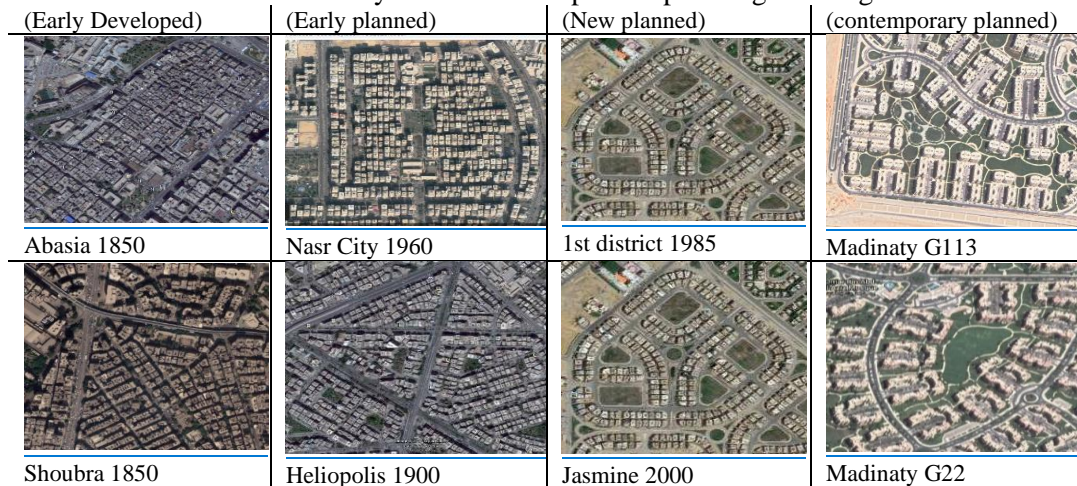 (Early Developed) (Early planned) (New planned) (contemporary planned)
Abasia 1850 Nasr City 1960 1st district 1985 Madinaty G113
Shoubra 1850 Heliopolis 1900 Jasmine 2000 Madinaty G22